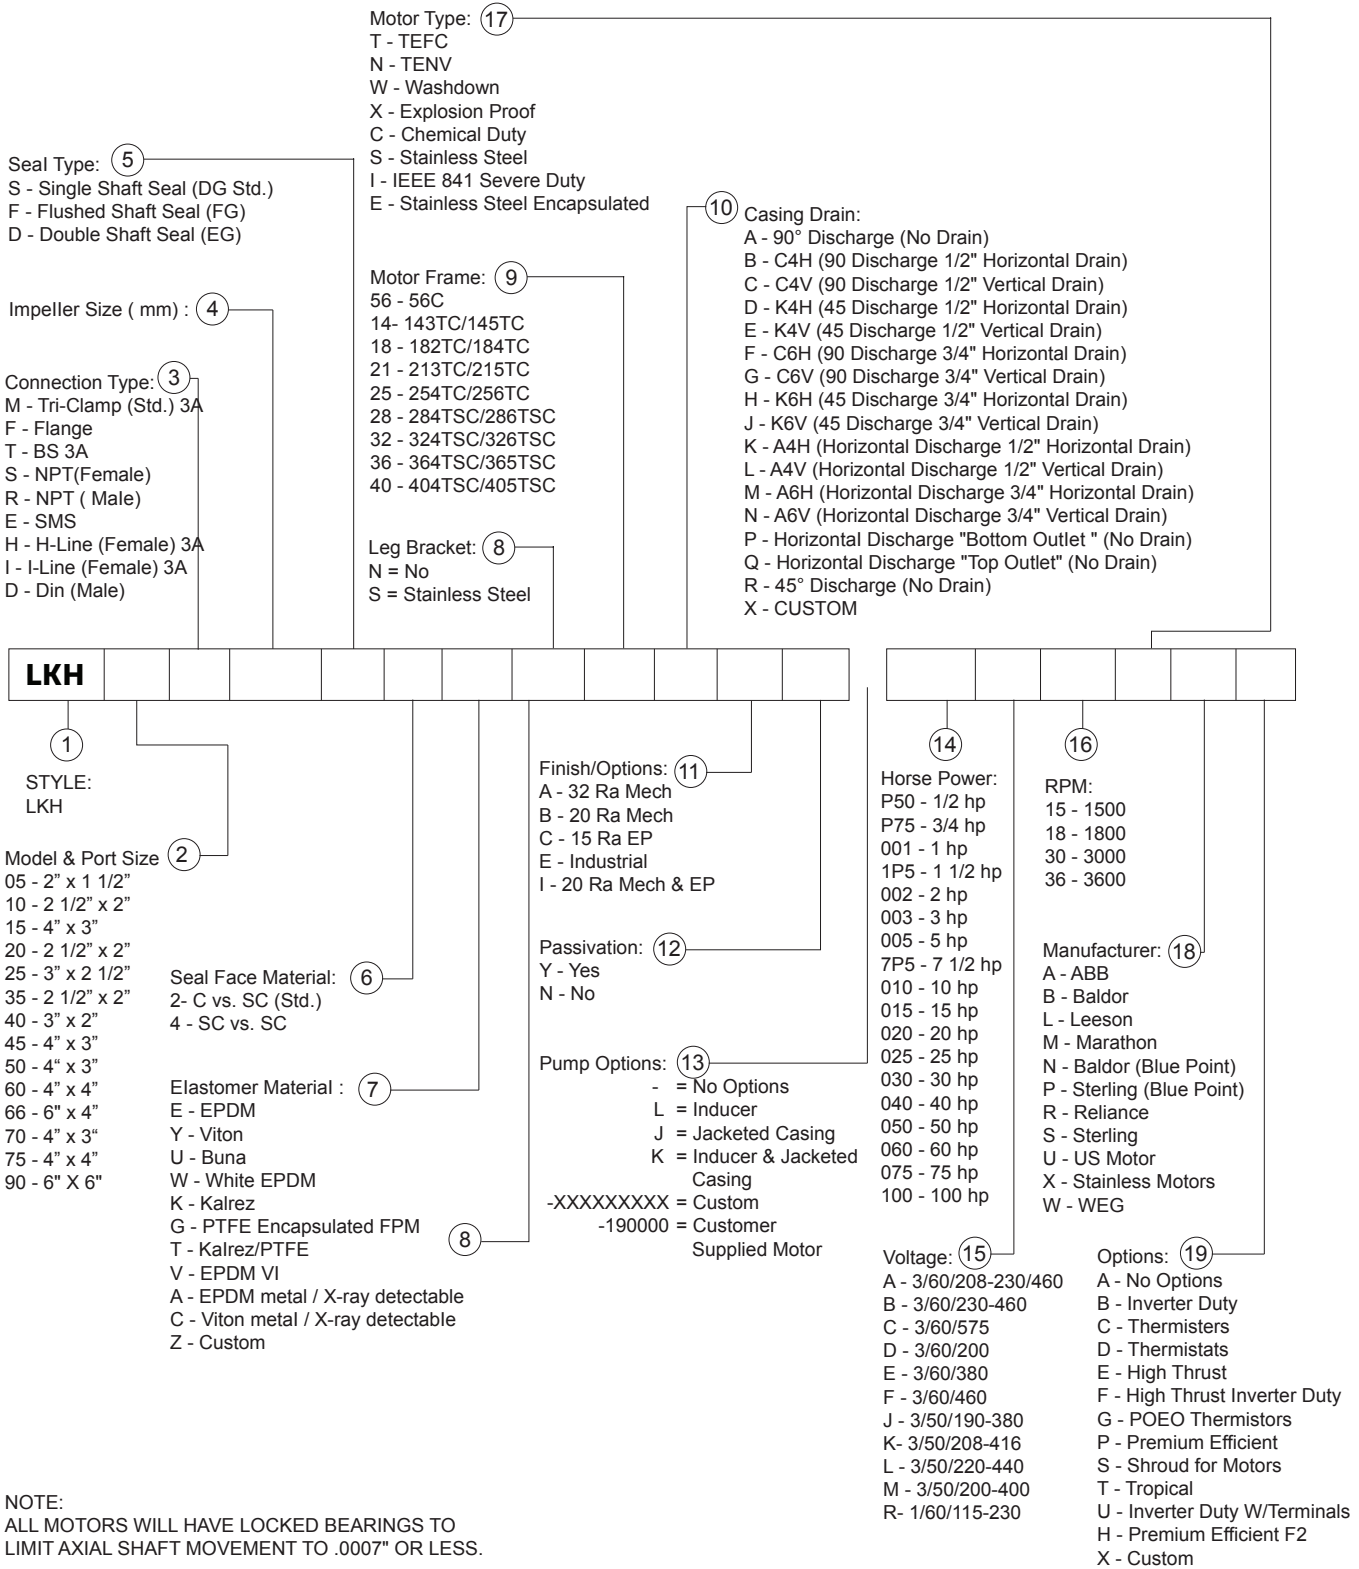 Motor Type: 17
T - TEFC
N - TENV
W - Washdown
X - Explosion Proof
C - Chemical Duty
S - Stainless Steel
I - IEEE 841 Severe Duty
E - Stainless Steel Encapsulated
Seal Type: 5
S - Single Shaft Seal (DG Std.)
F - Flushed Shaft Seal (FG)
D - Double Shaft Seal (EG)
Impeller Size ( mm) : 4
Connection Type: 3
M - Tri-Clamp (Std.) 3A
F - Flange
T - BS 3A
S - NPT(Female)
R - NPT ( Male)
E - SMS
H - H-Line (Female) 3A
I - I-Line (Female) 3A
D - Din (Male)
Motor Frame: 9
56 - 56C
14- 143TC/145TC
18 - 182TC/184TC
21 - 213TC/215TC
25 - 254TC/256TC
28 - 284TSC/286TSC
32 - 324TSC/326TSC
36 - 364TSC/365TSC
40 - 404TSC/405TSC
Leg Bracket: 8
N = No
S = Stainless Steel
10 Casing Drain:
A - 90° Discharge (No Drain)
B - C4H (90 Discharge 1/2" Horizontal Drain)
C - C4V (90 Discharge 1/2" Vertical Drain)
D - K4H (45 Discharge 1/2" Horizontal Drain)
E - K4V (45 Discharge 1/2" Vertical Drain)
F - C6H (90 Discharge 3/4" Horizontal Drain)
G - C6V (90 Discharge 3/4" Vertical Drain)
H - K6H (45 Discharge 3/4" Horizontal Drain)
J - K6V (45 Discharge 3/4" Vertical Drain)
K - A4H (Horizontal Discharge 1/2" Horizontal Drain)
L - A4V (Horizontal Discharge 1/2" Vertical Drain)
M - A6H (Horizontal Discharge 3/4" Horizontal Drain)
N - A6V (Horizontal Discharge 3/4" Vertical Drain)
P - Horizontal Discharge "Bottom Outlet " (No Drain)
Q - Horizontal Discharge "Top Outlet" (No Drain)
R - 45° Discharge (No Drain)
X - CUSTOM
LKH
1
STYLE:
LKH
Model & Port Size 2
05 - 2” x 1 1/2”
10 - 2 1/2” x 2”
15 - 4” x 3”
20 - 2 1/2” x 2”
25 - 3” x 2 1/2”
35 - 2 1/2” x 2”
40 - 3” x 2”
45 - 4” x 3”
50 - 4“ x 3”
60 - 4” x 4”
66 - 6" x 4”
70 - 4” x 3“
75 - 4” x 4”
90 - 6" X 6"
Seal Face Material: 6
2- C vs. SC (Std.)
4 - SC vs. SC
Elastomer Material : 7
E - EPDM
Y - Viton
U - Buna
W - White EPDM
K - Kalrez
G - PTFE Encapsulated FPM
T - Kalrez/PTFE
V - EPDM VI
A - EPDM metal / X-ray detectable
C - Viton metal / X-ray detectable
Z - Custom
8
Finish/Options: 11
A - 32 Ra Mech
B - 20 Ra Mech
C - 15 Ra EP
E - Industrial
I - 20 Ra Mech & EP
Passivation: 12
Y - Yes
N - No
Pump Options: 13
- = No Options
L = Inducer
J = Jacketed Casing
K = Inducer & Jacketed
Casing
-XXXXXXXXX = Custom
-190000 = Customer
Supplied Motor
14
Horse Power:
P50 - 1/2 hp
P75 - 3/4 hp
001 - 1 hp
1P5 - 1 1/2 hp
002 - 2 hp
003 - 3 hp
005 - 5 hp
7P5 - 7 1/2 hp
010 - 10 hp
015 - 15 hp
020 - 20 hp
025 - 25 hp
030 - 30 hp
040 - 40 hp
050 - 50 hp
060 - 60 hp
075 - 75 hp
100 - 100 hp
Voltage: 15
A - 3/60/208-230/460
B - 3/60/230-460
C - 3/60/575
D - 3/60/200
E - 3/60/380
F - 3/60/460
J - 3/50/190-380
K- 3/50/208-416
L - 3/50/220-440
M - 3/50/200-400
R- 1/60/115-230
16
RPM:
15 - 1500
18 - 1800
30 - 3000
36 - 3600
Manufacturer: 18
A - ABB
B - Baldor
L - Leeson
M - Marathon
N - Baldor (Blue Point)
P - Sterling (Blue Point)
R - Reliance
S - Sterling
U - US Motor
X - Stainless Motors
W - WEG
Options: 19
A - No Options
B - Inverter Duty
C - Thermisters
D - Thermistats
E - High Thrust
F - High Thrust Inverter Duty
G - POEO Thermistors
P - Premium Efficient
S - Shroud for Motors
T - Tropical
U - Inverter Duty W/Terminals
H - Premium Efficient F2
X - Custom
NOTE:
ALL MOTORS WILL HAVE LOCKED BEARINGS TO
LIMIT AXIAL SHAFT MOVEMENT TO .0007" OR LESS.